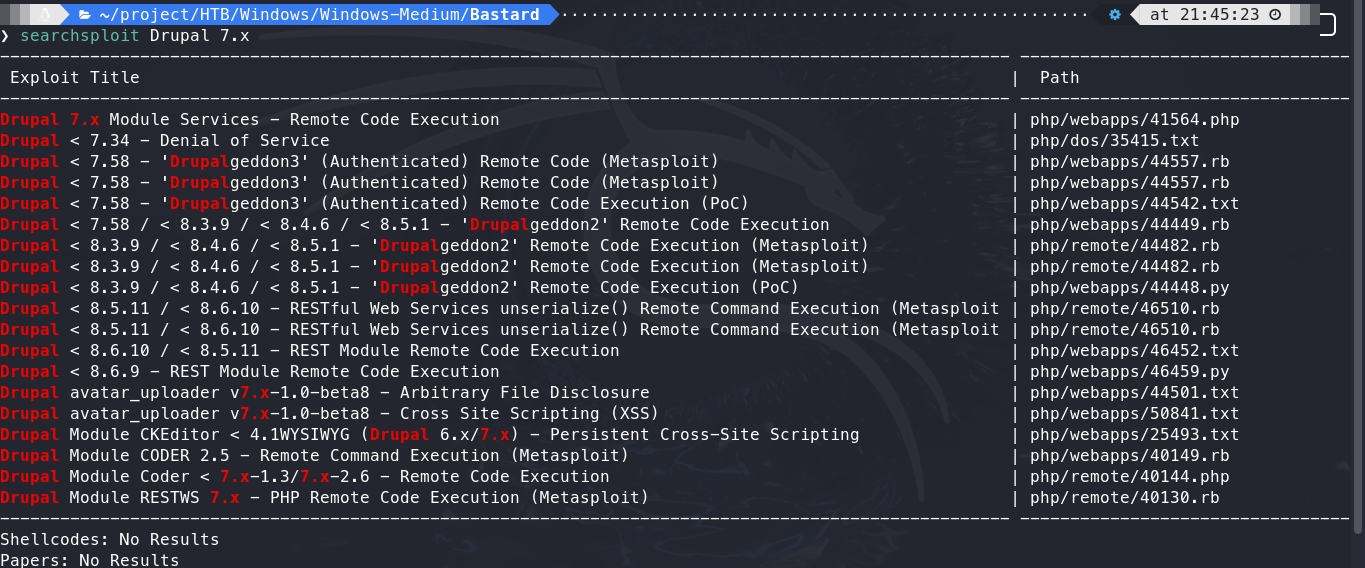 ~/project/HTB/Windows/Windows-Medium/Bastard at 21:45:23
❯ searchsploit Drupal 7.x
Exploit Title | Path
Drupal 7.x Module Services - Remote Code Execution | php/webapps/41564.php
Drupal < 7.34 - Denial of Service | php/dos/35415.txt
Drupal < 7.58 - 'Drupalgeddon3' (Authenticated) Remote Code (Metasploit) | php/webapps/44557.rb
Drupal < 7.58 - 'Drupalgeddon3' (Authenticated) Remote Code (Metasploit) | php/webapps/44557.rb
Drupal < 7.58 - 'Drupalgeddon3' (Authenticated) Remote Code Execution (PoC) | php/webapps/44542.txt
Drupal < 7.58 / < 8.3.9 / < 8.4.6 / < 8.5.1 - 'Drupalgeddon2' Remote Code Execution | php/webapps/44449.rb
Drupal < 8.3.9 / < 8.4.6 / < 8.5.1 - 'Drupalgeddon2' Remote Code Execution (Metasploit) | php/remote/44482.rb
Drupal < 8.3.9 / < 8.4.6 / < 8.5.1 - 'Drupalgeddon2' Remote Code Execution (Metasploit) | php/remote/44482.rb
Drupal < 8.3.9 / < 8.4.6 / < 8.5.1 - 'Drupalgeddon2' Remote Code Execution (PoC) | php/webapps/44448.py
Drupal < 8.5.11 / < 8.6.10 - RESTful Web Services unserialize() Remote Command Execution (Metasploit | php/remote/46510.rb
Drupal < 8.5.11 / < 8.6.10 - RESTful Web Services unserialize() Remote Command Execution (Metasploit | php/remote/46510.rb
Drupal < 8.6.10 / < 8.5.11 - REST Module Remote Code Execution | php/webapps/46452.txt
Drupal < 8.6.9 - REST Module Remote Code Execution | php/webapps/46459.py
Drupal avatar_uploader v7.x-1.0-beta8 - Arbitrary File Disclosure | php/webapps/44501.txt
Drupal avatar_uploader v7.x-1.0-beta8 - Cross Site Scripting (XSS) | php/webapps/50841.txt
Drupal Module CKEditor < 4.1WYSIWYG (Drupal 6.x/7.x) - Persistent Cross-Site Scripting | php/webapps/25493.txt
Drupal Module CODER 2.5 - Remote Command Execution (Metasploit) | php/webapps/40149.rb
Drupal Module Coder < 7.x-1.3/7.x-2.6 - Remote Code Execution | php/remote/40144.php
Drupal Module RESTWS 7.x - PHP Remote Code Execution (Metasploit) | php/remote/40130.rb
Shellcodes: No Results
Papers: No Results